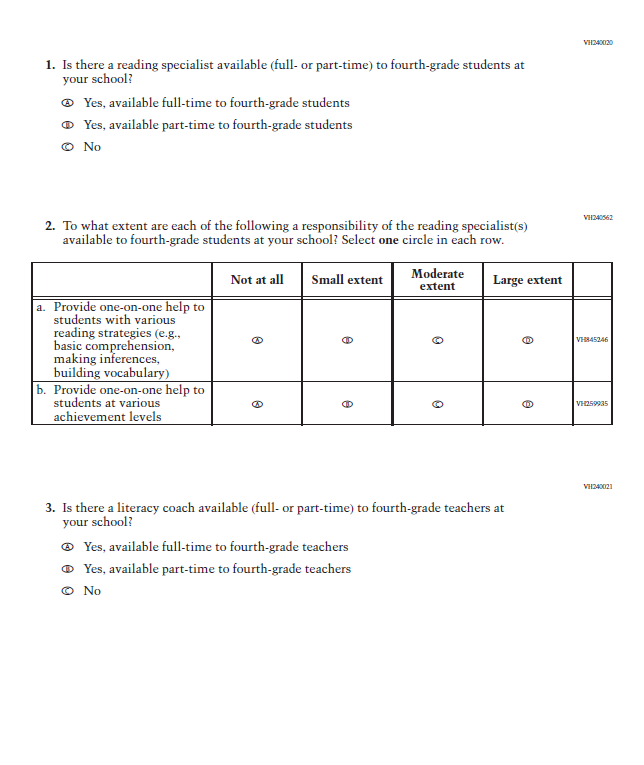 VH240020
1. Is there a reading specialist available (full- or part-time) to fourth-grade students at
your school?
Ⓐ Yes, available full-time to fourth-grade students
Ⓑ Yes, available part-time to fourth-grade students
Ⓒ No
VH240562
2. To what extent are each of the following a responsibility of the reading specialist(s)
available to fourth-grade students at your school? Select one circle in each row.
Not at all Small extent Moderate extent Large extent
a. Provide one-on-one help to
students with various
reading strategies (e.g.,
basic comprehension,
making inferences,
building vocabulary)
Ⓐ Ⓑ Ⓒ Ⓓ VH845246
b. Provide one-on-one help to
students at various
achievement levels
Ⓐ Ⓑ Ⓒ Ⓓ VH259935
VH240021
3. Is there a literacy coach available (full- or part-time) to fourth-grade teachers at
your school?
Ⓐ Yes, available full-time to fourth-grade teachers
Ⓑ Yes, available part-time to fourth-grade teachers
Ⓒ No